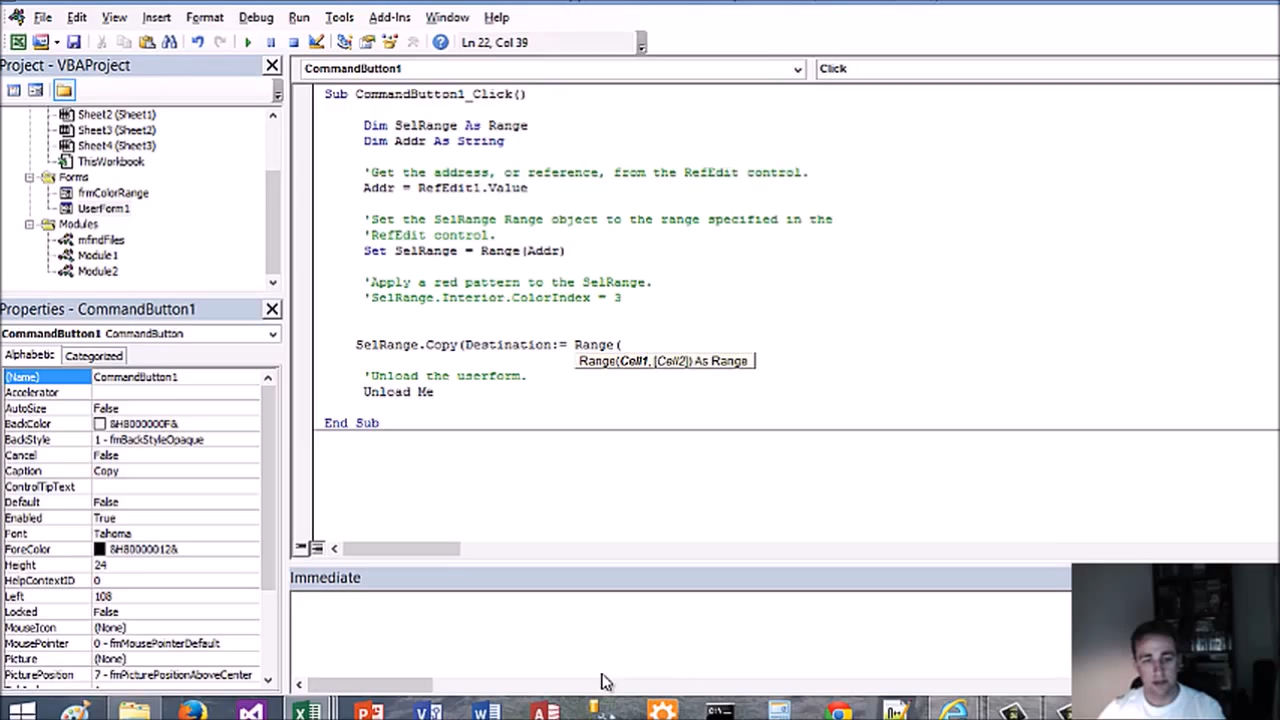 File Edit View Insert Format Debug Run Tools Add-Ins Window Help
Ln 22, Col 39
Project - VBAProject
Sheet2 (Sheet1)
Sheet3 (Sheet2)
Sheet4 (Sheet3)
ThisWorkbook
Forms
frmColorRange
UserForm1
Modules
mfindFiles
Module1
Module2
Properties - CommandButton1
CommandButton1 CommandButton
Alphabetic Categorized
(Name) CommandButton1
Accelerator
AutoSize False
BackColor &H8000000F&
BackStyle 1 - fmBackStyleOpaque
Cancel False
Caption Copy
ControlTipText
Default False
Enabled True
Font Tahoma
ForeColor &H80000012&
Height 24
HelpContextID 0
Left 108
Locked False
MouseIcon (None)
MousePointer 0 - fmMousePointerDefault
Picture (None)
PicturePosition 7 - fmPicturePositionAboveCenter
CommandButton1 Click
Sub CommandButton1_Click()
Dim SelRange As Range
Dim Addr As String
'Get the address, or reference, from the RefEdit control.
Addr = RefEdit1.Value
'Set the SelRange Range object to the range specified in the
'RefEdit control.
Set SelRange = Range(Addr)
'Apply a red pattern to the SelRange.
'SelRange.Interior.ColorIndex = 3
SelRange.Copy(Destination:= Range(
Range(Cell1, [Cell2]) As Range
'Unload the userform.
Unload Me
End Sub
Immediate